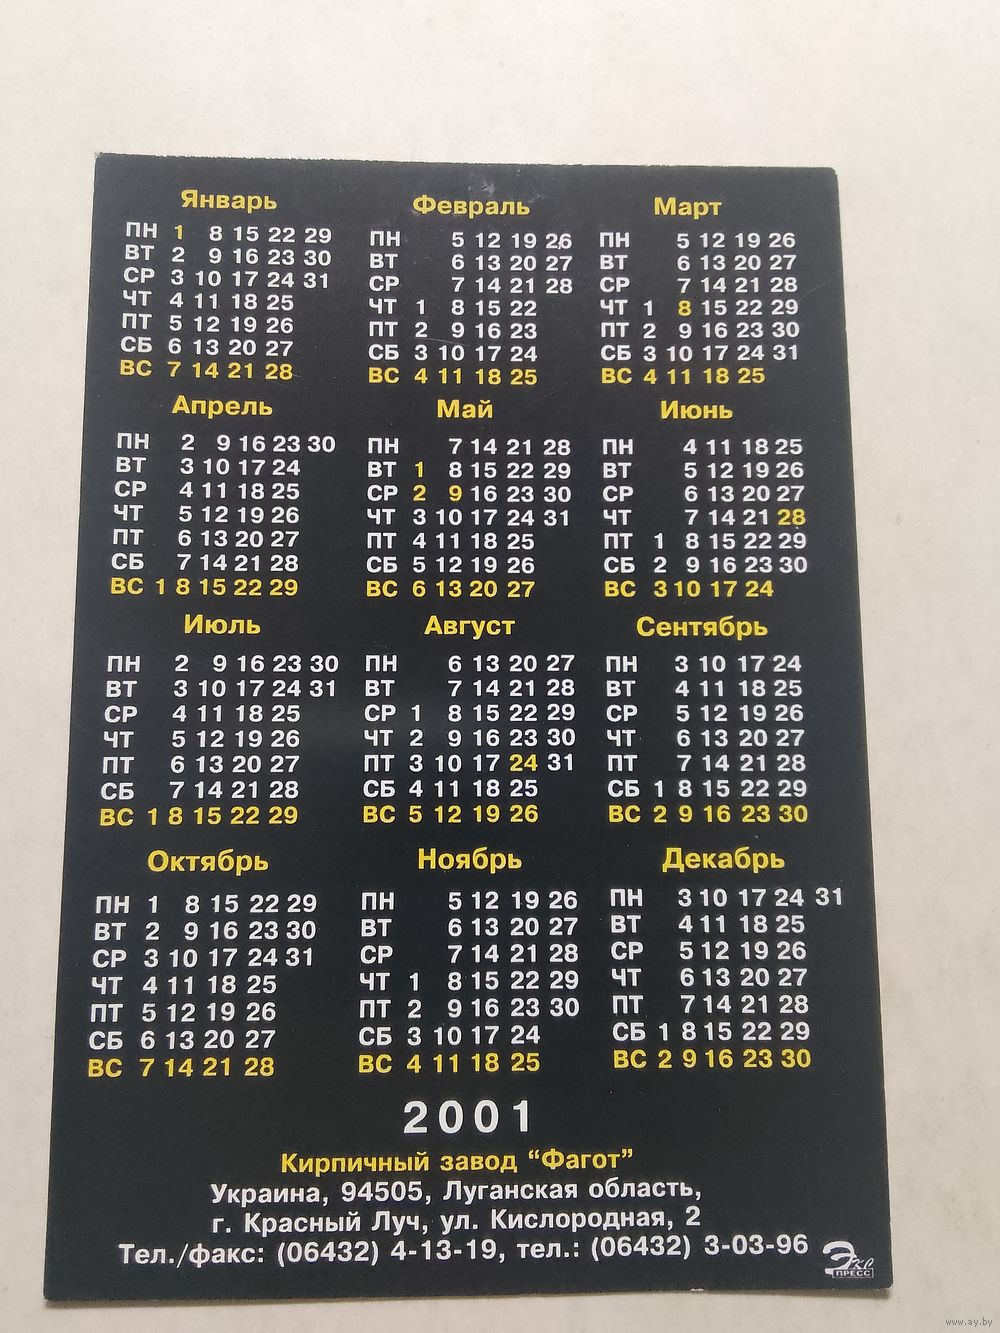 Январь
ПН 1 8 15 22 29
ВТ 2 9 16 23 30
СР 3 10 17 24 31
ЧТ 4 11 18 25
ПТ 5 12 19 26
СБ 6 13 20 27
ВС 7 14 21 28
Февраль
ПН 5 12 19 26
ВТ 6 13 20 27
СР 7 14 21 28
ЧТ 1 8 15 22
ПТ 2 9 16 23
СБ 3 10 17 24
ВС 4 11 18 25
Март
ПН 5 12 19 26
ВТ 6 13 20 27
СР 7 14 21 28
ЧТ 1 8 15 22 29
ПТ 2 9 16 23 30
СБ 3 10 17 24 31
ВС 4 11 18 25
Апрель
ПН 2 9 16 23 30
ВТ 3 10 17 24
СР 4 11 18 25
ЧТ 5 12 19 26
ПТ 6 13 20 27
СБ 7 14 21 28
ВС 1 8 15 22 29
Май
ПН 7 14 21 28
ВТ 1 8 15 22 29
СР 2 9 16 23 30
ЧТ 3 10 17 24 31
ПТ 4 11 18 25
СБ 5 12 19 26
ВС 6 13 20 27
Июнь
ПН 4 11 18 25
ВТ 5 12 19 26
СР 6 13 20 27
ЧТ 7 14 21 28
ПТ 1 8 15 22 29
СБ 2 9 16 23 30
ВС 3 10 17 24
Июль
ПН 2 9 16 23 30
ВТ 3 10 17 24 31
СР 4 11 18 25
ЧТ 5 12 19 26
ПТ 6 13 20 27
СБ 7 14 21 28
ВС 1 8 15 22 29
Август
ПН 6 13 20 27
ВТ 7 14 21 28
СР 1 8 15 22 29
ЧТ 2 9 16 23 30
ПТ 3 10 17 24 31
СБ 4 11 18 25
ВС 5 12 19 26
Сентябрь
ПН 3 10 17 24
ВТ 4 11 18 25
СР 5 12 19 26
ЧТ 6 13 20 27
ПТ 7 14 21 28
СБ 1 8 15 22 29
ВС 2 9 16 23 30
Октябрь
ПН 1 8 15 22 29
ВТ 2 9 16 23 30
СР 3 10 17 24 31
ЧТ 4 11 18 25
ПТ 5 12 19 26
СБ 6 13 20 27
ВС 7 14 21 28
Ноябрь
ПН 5 12 19 26
ВТ 6 13 20 27
СР 7 14 21 28
ЧТ 1 8 15 22 29
ПТ 2 9 16 23 30
СБ 3 10 17 24
ВС 4 11 18 25
Декабрь
ПН 3 10 17 24 31
ВТ 4 11 18 25
СР 5 12 19 26
ЧТ 6 13 20 27
ПТ 7 14 21 28
СБ 1 8 15 22 29
ВС 2 9 16 23 30
2001
Кирпичный завод "Фагот"
Украина, 94505, Луганская область,
г. Красный Луч, ул. Кислородная, 2
Тел./факс: (06432) 4-13-19, тел.: (06432) 3-03-96
Экс
ПРЕСС
www.ay.by